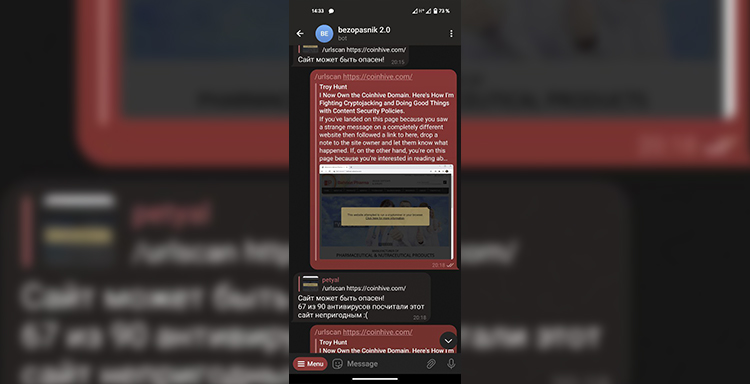 14:33
73 %
BE
bezopasnik 2.0
bot
/urlscan https://coinhive.com/
Сайт может быть опасен!
20:15
/urlscan https://coinhive.com/
Troy Hunt
I Now Own the Coinhive Domain. Here's How I'm
Fighting Cryptojacking and Doing Good Things
with Content Security Policies.
If you've landed on this page because you saw
a strange message on a completely different
website then followed a link to here, drop a
note to the site owner and let them know what
happened. If, on the other hand, you're on this
page because you're interested in reading ab...
PHARMACEUTICAL & NUTRACEUTICAL PRODUCTS
20:18
petya!
/urlscan https://coinhive.com/
Сайт может быть опасен!
67 из 90 антивирусов посчитали этот
сайт непригодным :(
20:18
/urlscan https://coinhive.com/
Troy Hunt
I Now Own the Coinhive Domain. Here's How I'm
Menu
Message